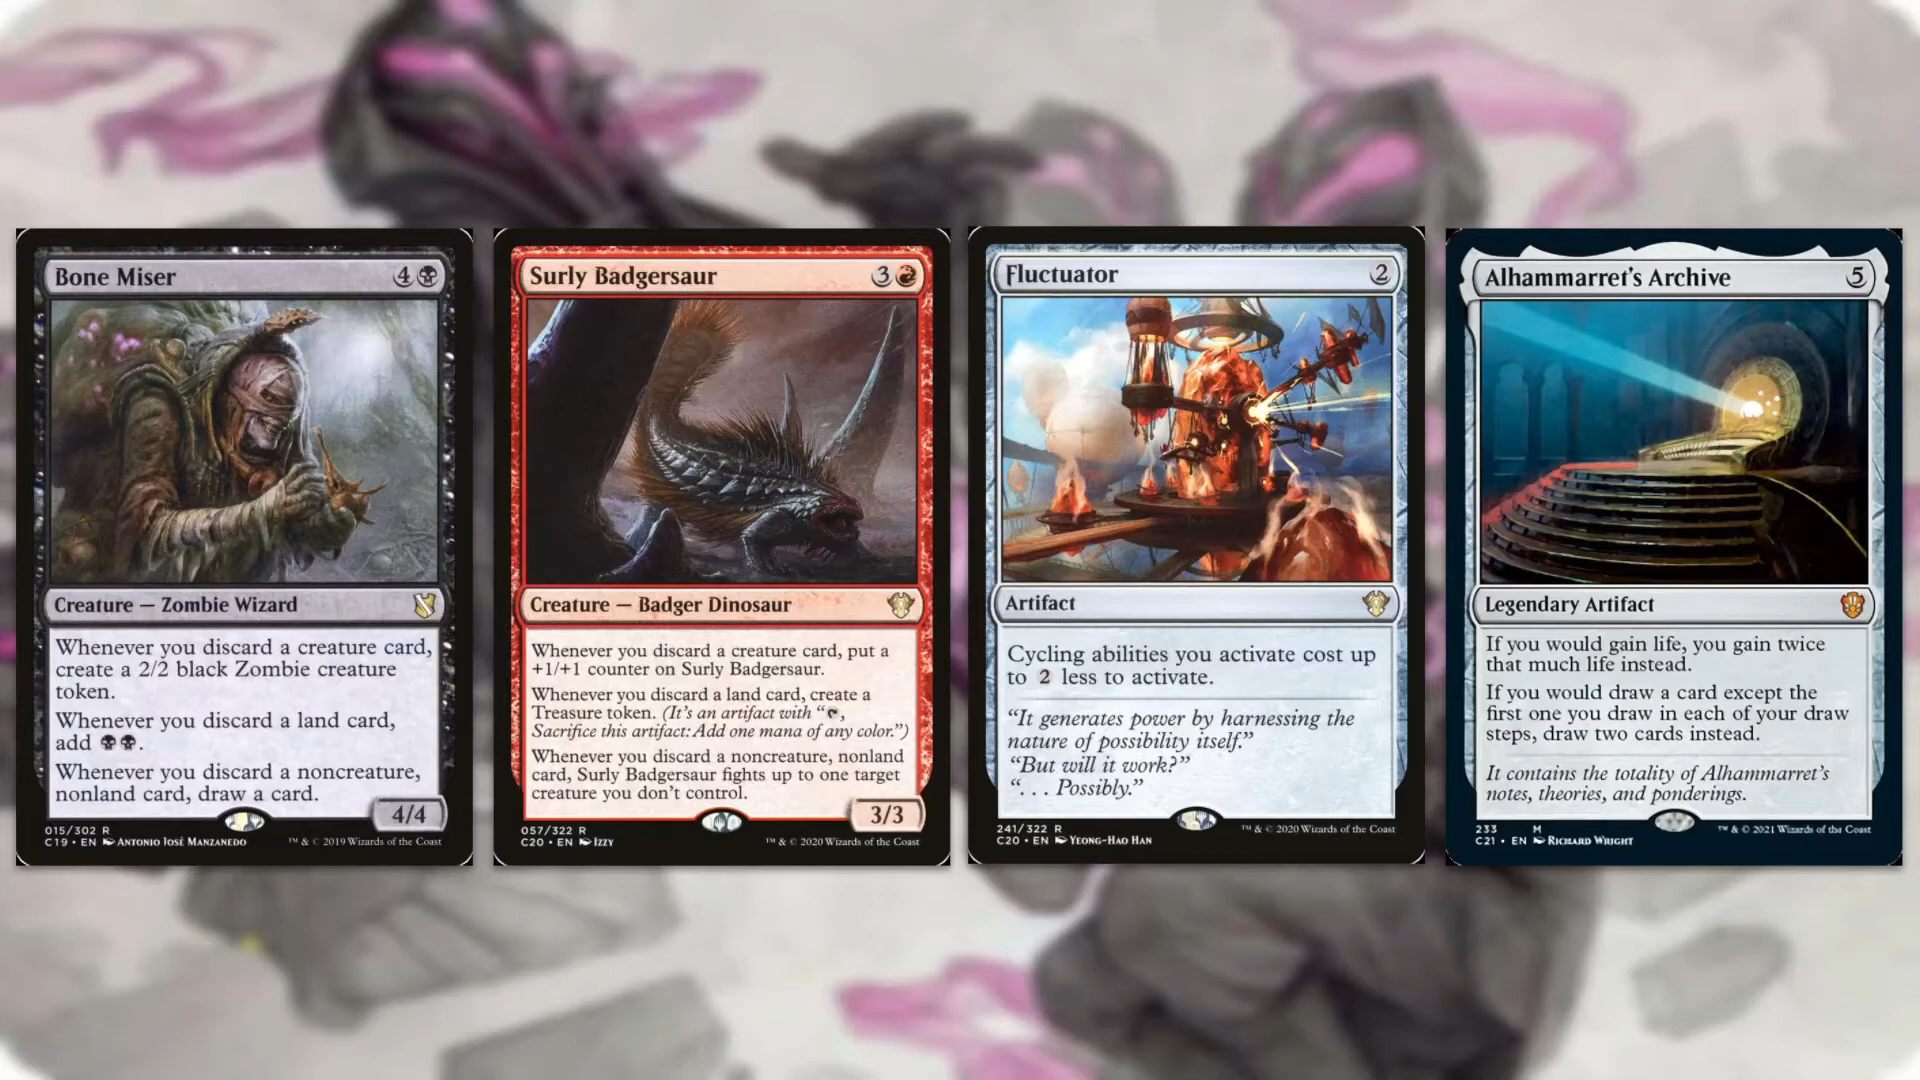 Bone Miser 4
Creature — Zombie Wizard
Whenever you discard a creature card,
create a 2/2 black Zombie creature
token.
Whenever you discard a land card,
add .
Whenever you discard a noncreature,
nonland card, draw a card.
4/4
015/302 R
C19 • EN Antonio José Manzanedo
™ & © 2019 Wizards of the Coast
Surly Badgersaur 3
Creature — Badger Dinosaur
Whenever you discard a creature card, put a
+1/+1 counter on Surly Badgersaur.
Whenever you discard a land card, create a
Treasure token. (It's an artifact with “ ,
Sacrifice this artifact: Add one mana of any color.”)
Whenever you discard a noncreature, nonland
card, Surly Badgersaur fights up to one target
creature you don't control.
3/3
057/322 R
C20 • EN Izzy
™ & © 2020 Wizards of the Coast
Fluctuator 2
Artifact
Cycling abilities you activate cost up
to 2 less to activate.
“It generates power by harnessing the
nature of possibility itself.”
“But will it work?”
“. . . Possibly.”
241/322 R
C20 • EN Yeong-Hao Han
™ & © 2020 Wizards of the Coast
Alhammarret's Archive 5
Legendary Artifact
If you would gain life, you gain twice
that much life instead.
If you would draw a card except the
first one you draw in each of your draw
steps, draw two cards instead.
It contains the totality of Alhammarret's
notes, theories, and ponderings.
233 M
C21 • EN Richard Wright
™ & © 2021 Wizards of the Coast